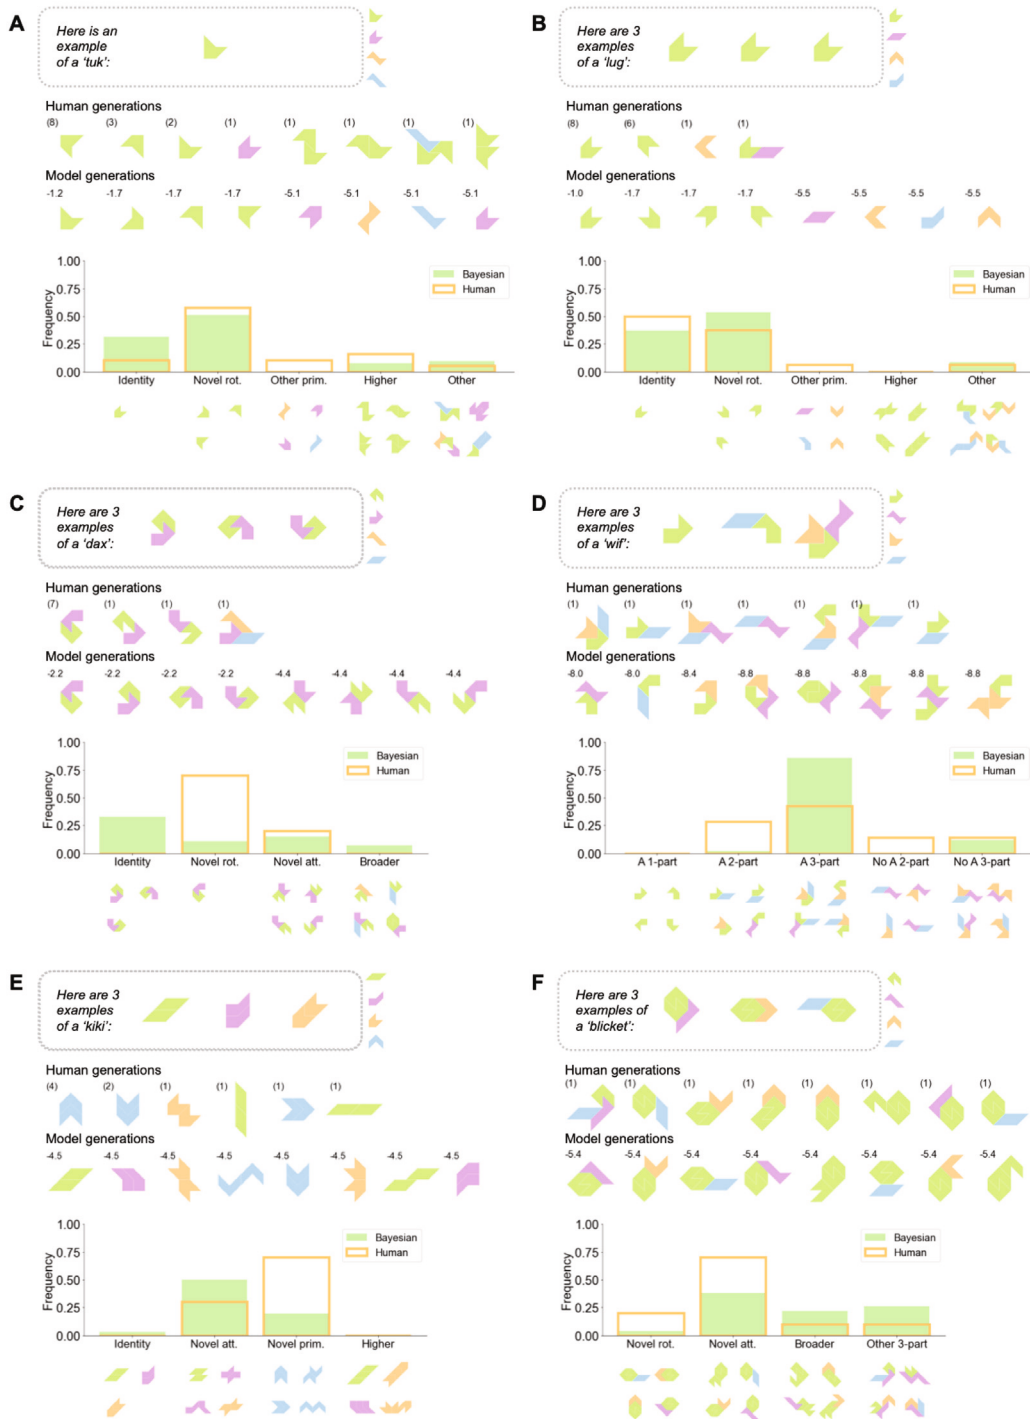 A
Here is an
example
of a ‘tuk’:
Human generations
(8) (3) (2) (1) (1) (1) (1) (1)
Model generations
-1.2 -1.7 -1.7 -1.7 -5.1 -5.1 -5.1 -5.1
1.00
0.75
0.50
0.25
0.00
Frequency
Bayesian
Human
Identity Novel rot. Other prim. Higher Other
B
Here are 3
examples
of a ‘lug’:
Human generations
(8) (6) (1) (1)
Model generations
-1.0 -1.7 -1.7 -1.7 -5.5 -5.5 -5.5 -5.5
1.00
0.75
0.50
0.25
0.00
Frequency
Bayesian
Human
Identity Novel rot. Other prim. Higher Other
C
Here are 3
examples
of a ‘dax’:
Human generations
(7) (1) (1) (1)
Model generations
-2.2 -2.2 -2.2 -2.2 -4.4 -4.4 -4.4 -4.4
1.00
0.75
0.50
0.25
0.00
Frequency
Bayesian
Human
Identity Novel rot. Novel att. Broader
D
Here are 3
examples
of a ‘wif’:
Human generations
(1) (1) (1) (1) (1) (1) (1)
Model generations
-8.0 -8.0 -8.4 -8.8 -8.8 -8.8 -8.8 -8.8
1.00
0.75
0.50
0.25
0.00
Frequency
Bayesian
Human
A 1-part A 2-part A 3-part No A 2-part No A 3-part
E
Here are 3
examples
of a ‘kiki’:
Human generations
(4) (2) (1) (1) (1) (1)
Model generations
-4.5 -4.5 -4.5 -4.5 -4.5 -4.5 -4.5 -4.5
1.00
0.75
0.50
0.25
0.00
Frequency
Bayesian
Human
Identity Novel att. Novel prim. Higher
F
Here are 3
examples of
a ‘blicket’:
Human generations
(1) (1) (1) (1) (1) (1) (1) (1)
Model generations
-5.4 -5.4 -5.4 -5.4 -5.4 -5.4 -5.4 -5.4
1.00
0.75
0.50
0.25
0.00
Frequency
Bayesian
Human
Novel rot. Novel att. Broader Other 3-part